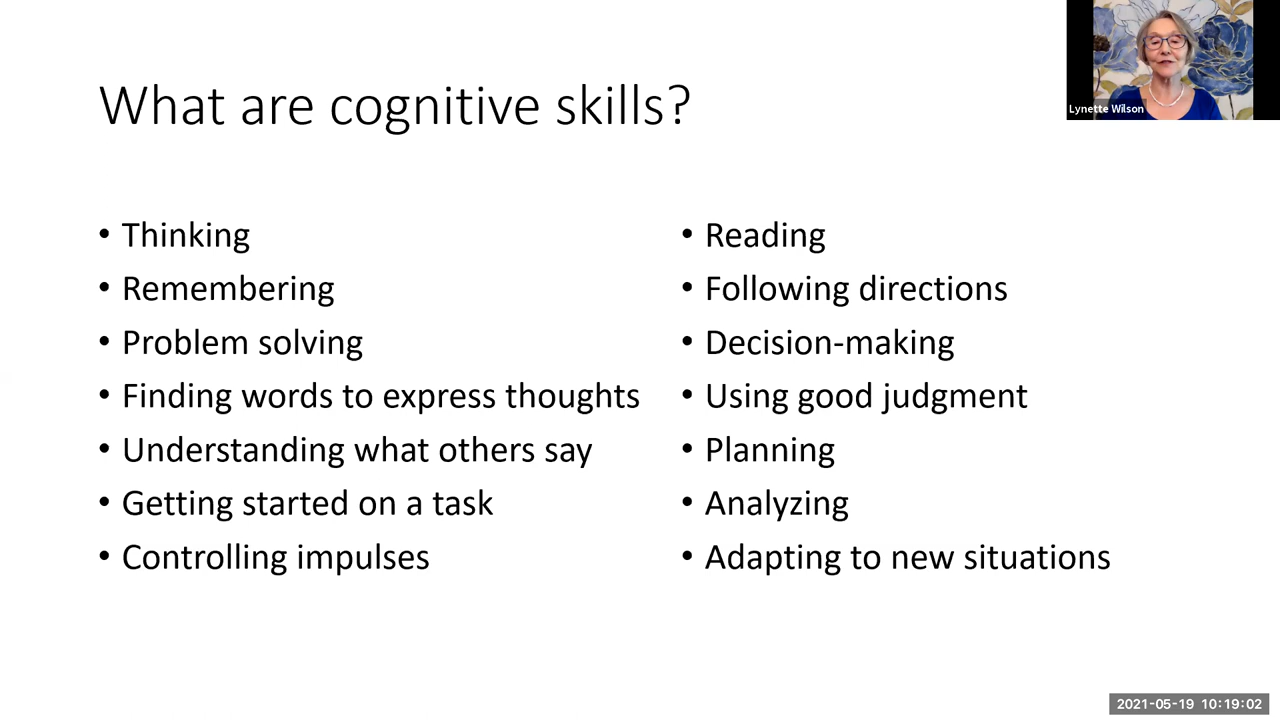 What are cognitive skills?
• Thinking
• Remembering
• Problem solving
• Finding words to express thoughts
• Understanding what others say
• Getting started on a task
• Controlling impulses
• Reading
• Following directions
• Decision-making
• Using good judgment
• Planning
• Analyzing
• Adapting to new situations
Lynette Wilson
2021-05-19 10:19:02